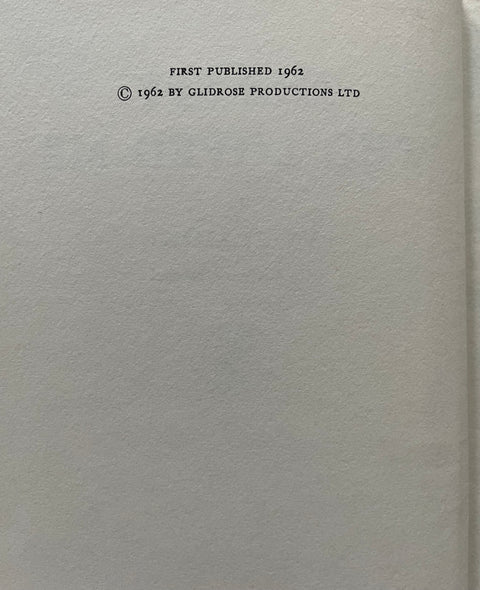 FIRST PUBLISHED 1962
© 1962 BY GLIDROSE PRODUCTIONS LTD